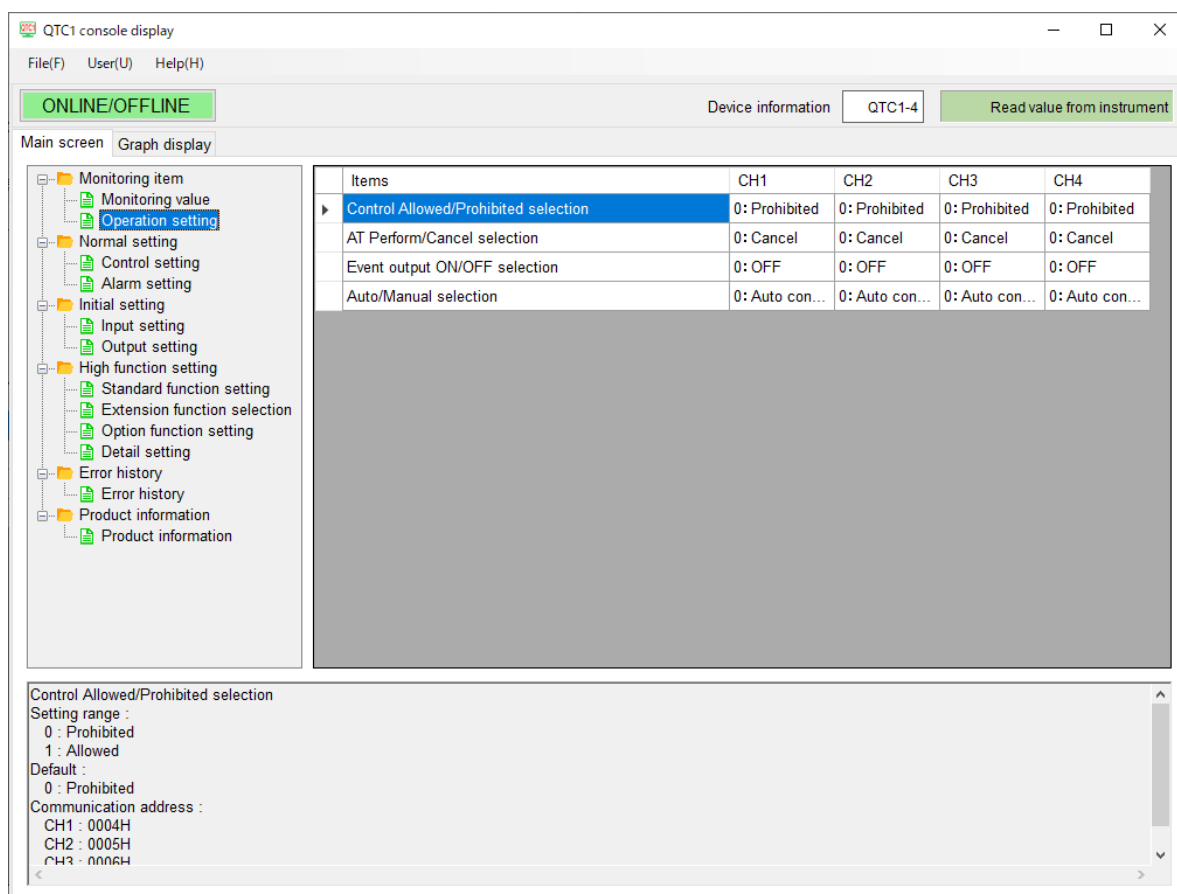 QTC1 console display
File(F) User(U) Help(H)
ONLINE/OFFLINE Device information QTC1-4 Read value from instrument
Main screen Graph display
Monitoring item
Monitoring value
Operation setting
Normal setting
Control setting
Alarm setting
Initial setting
Input setting
Output setting
High function setting
Standard function setting
Extension function selection
Option function setting
Detail setting
Error history
Error history
Product information
Product information
Items CH1 CH2 CH3 CH4
Control Allowed/Prohibited selection 0: Prohibited 0: Prohibited 0: Prohibited 0: Prohibited
AT Perform/Cancel selection 0: Cancel 0: Cancel 0: Cancel 0: Cancel
Event output ON/OFF selection 0: OFF 0: OFF 0: OFF 0: OFF
Auto/Manual selection 0: Auto con... 0: Auto con... 0: Auto con... 0: Auto con...
Control Allowed/Prohibited selection
Setting range :
0 : Prohibited
1 : Allowed
Default :
0 : Prohibited
Communication address :
CH1 : 0004H
CH2 : 0005H
CH3 : 0006H